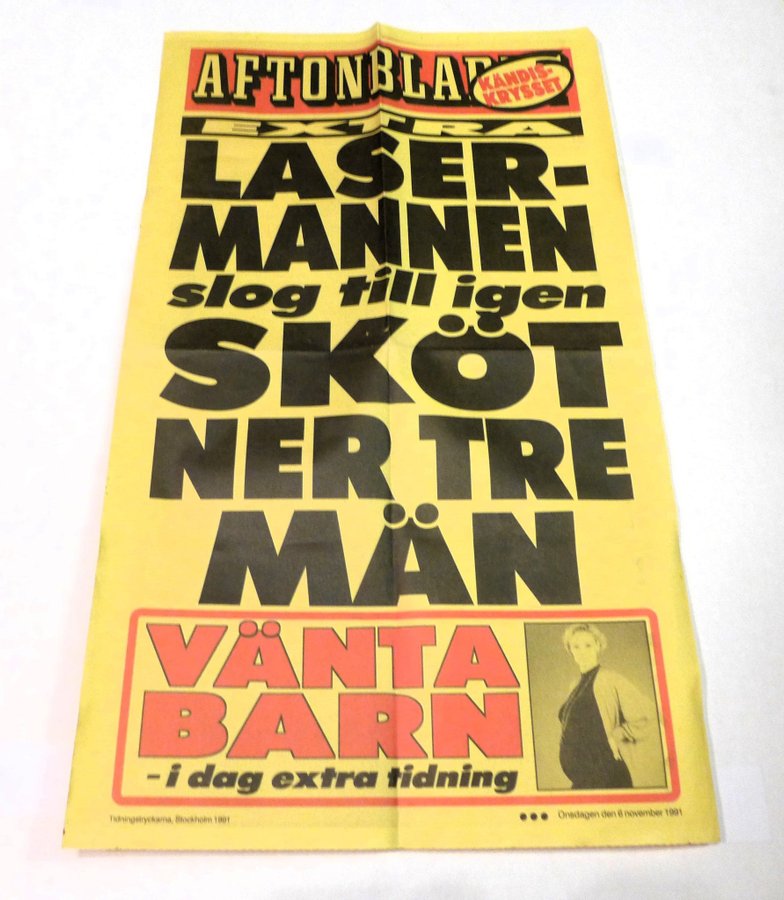 AFTONBLADET
KÄNDIS-
KRYSSET
EXTRA
LASER-
MANNEN
slog till igen
SKÖT
NER TRE
MÄN
VÄNTA
BARN
- i dag extra tidning
Tidningstryckarna, Stockholm 1991
●●● Onsdagen den 6 november 1991